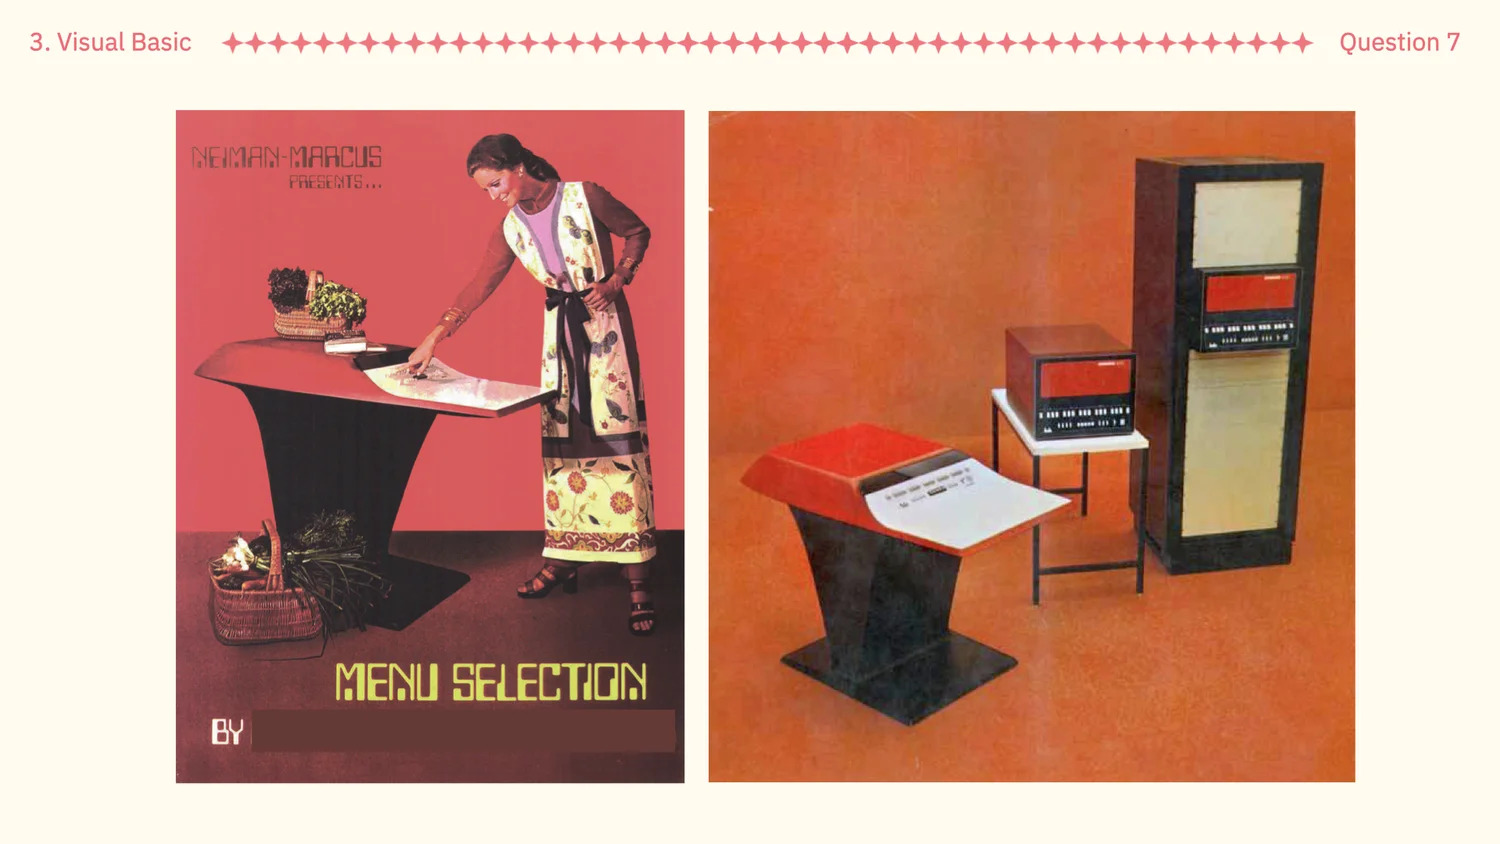 3. Visual Basic
Question 7
NEIMAN-MARCUS
PRESENTS...
MENU SELECTION
BY